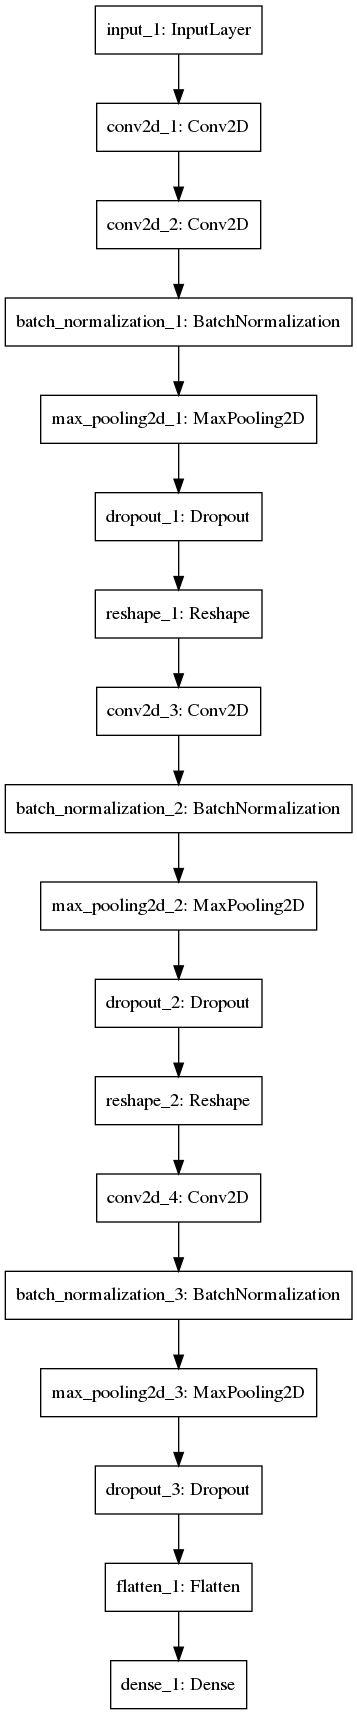 input_1: InputLayer
conv2d_1: Conv2D
conv2d_2: Conv2D
batch_normalization_1: BatchNormalization
max_pooling2d_1: MaxPooling2D
dropout_1: Dropout
reshape_1: Reshape
conv2d_3: Conv2D
batch_normalization_2: BatchNormalization
max_pooling2d_2: MaxPooling2D
dropout_2: Dropout
reshape_2: Reshape
conv2d_4: Conv2D
batch_normalization_3: BatchNormalization
max_pooling2d_3: MaxPooling2D
dropout_3: Dropout
flatten_1: Flatten
dense_1: Dense